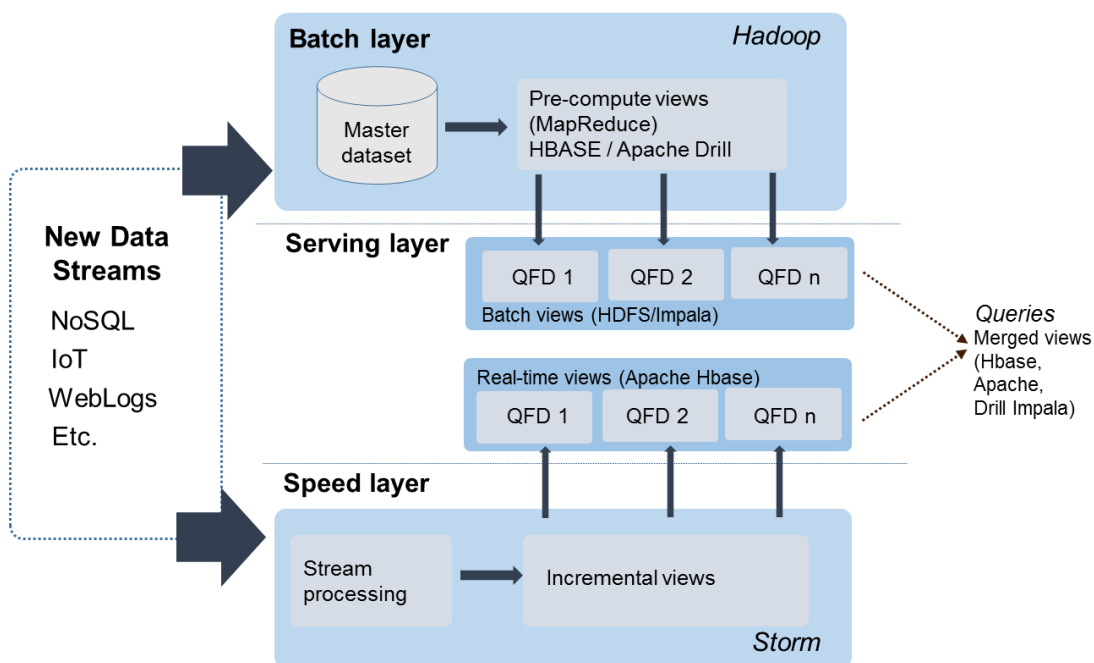 Batch layer
Hadoop
Master
dataset
Pre-compute views
(MapReduce)
HBASE / Apache Drill
New Data
Streams
NoSQL
IoT
WebLogs
Etc.
Serving layer
QFD 1
QFD 2
QFD n
Batch views (HDFS/Impala)
Real-time views (Apache Hbase)
QFD 1
QFD 2
QFD n
Queries
Merged views
(Hbase,
Apache,
Drill Impala)
Speed layer
Stream
processing
Incremental views
Storm